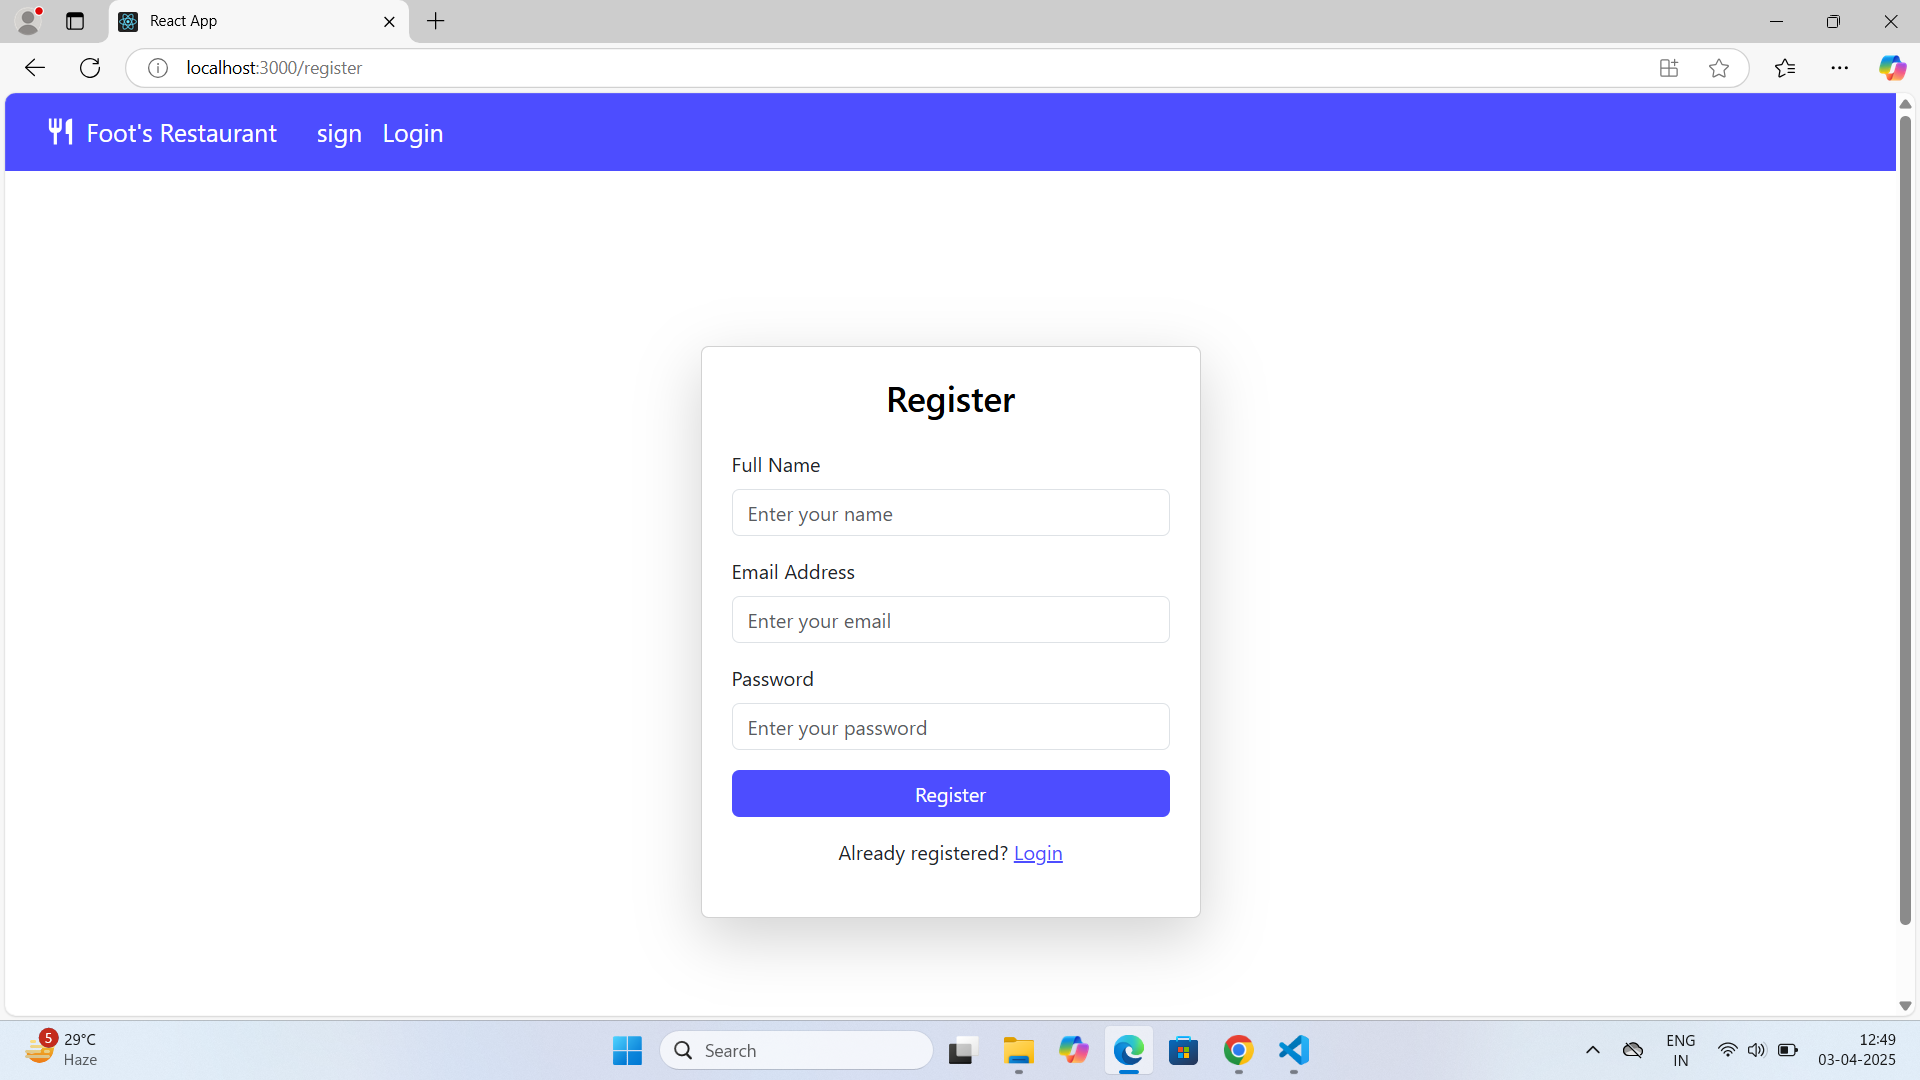 React App
localhost:3000/register
Foot's Restaurant sign Login
Register
Full Name
Enter your name
Email Address
Enter your email
Password
Enter your password
Register
Already registered? Login
5
29°C
Haze
Search
ENG
IN
12:49
03-04-2025